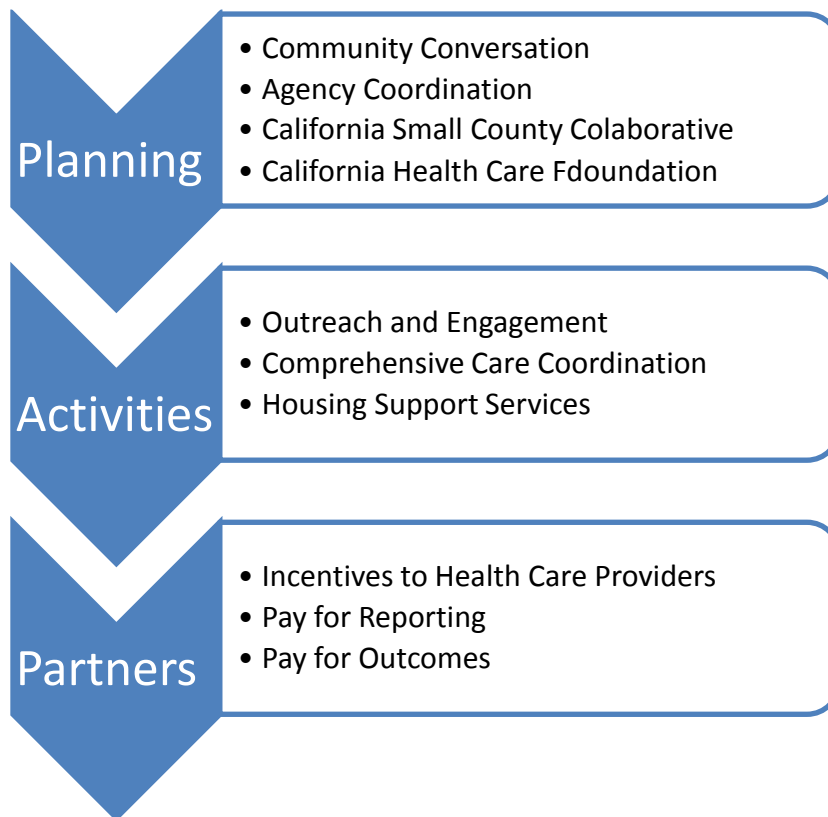 Planning
• Community Conversation
• Agency Coordination
• California Small County Colaborative
• California Health Care Fdoundation
Activities
• Outreach and Engagement
• Comprehensive Care Coordination
• Housing Support Services
Partners
• Incentives to Health Care Providers
• Pay for Reporting
• Pay for Outcomes